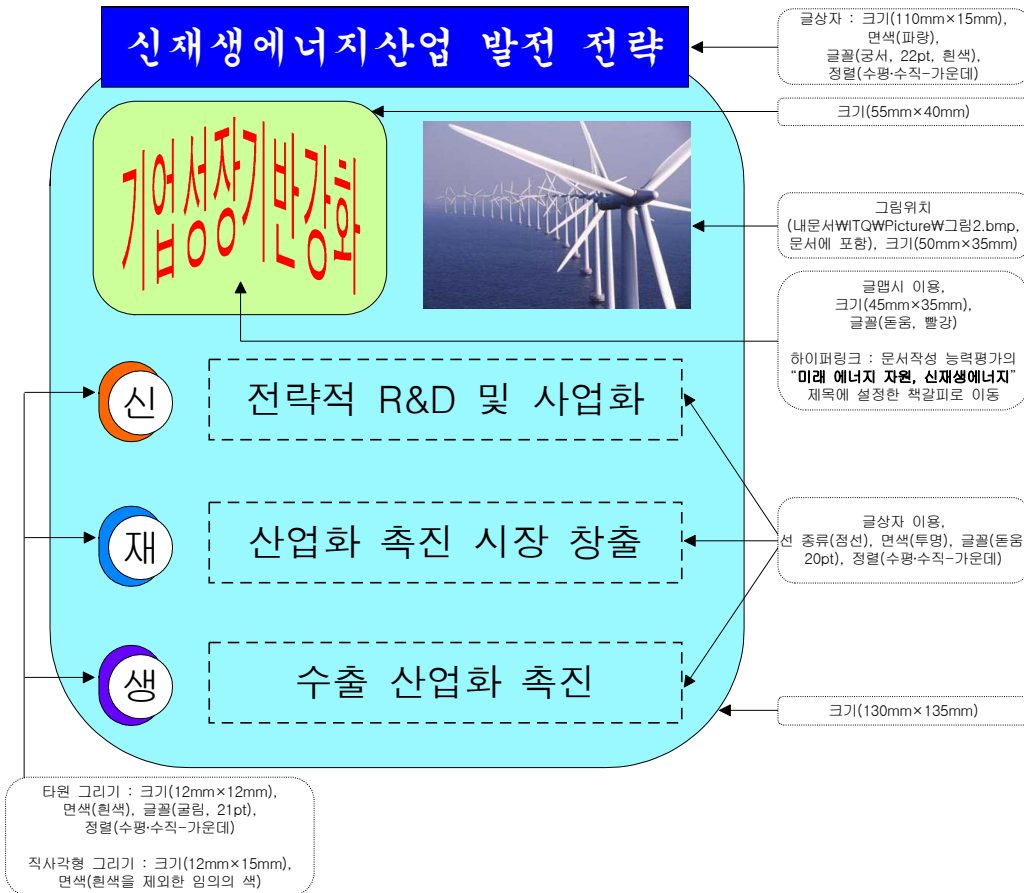 신재생에너지산업 발전 전략
글상자 : 크기(110mm×15mm),
면색(파랑),
글꼴(궁서, 22pt, 흰색),
정렬(수평·수직-가운데)
크기(55mm×40mm)
기업성장기반강화
그림위치
(내문서₩ITQ₩Picture₩그림2.bmp,
문서에 포함), 크기(50mm×35mm)
글맵시 이용,
크기(45mm×35mm),
글꼴(돋움, 빨강)
하이퍼링크 : 문서작성 능력평가의
“미래 에너지 자원, 신재생에너지”
제목에 설정한 책갈피로 이동
신
전략적 R&D 및 사업화
재
산업화 촉진 시장 창출
글상자 이용,
선 종류(점선), 면색(투명), 글꼴(돋움
20pt), 정렬(수평·수직-가운데)
생
수출 산업화 촉진
크기(130mm×135mm)
타원 그리기 : 크기(12mm×12mm),
면색(흰색), 글꼴(굴림, 21pt),
정렬(수평·수직-가운데)
직사각형 그리기 : 크기(12mm×15mm),
면색(흰색을 제외한 임의의 색)